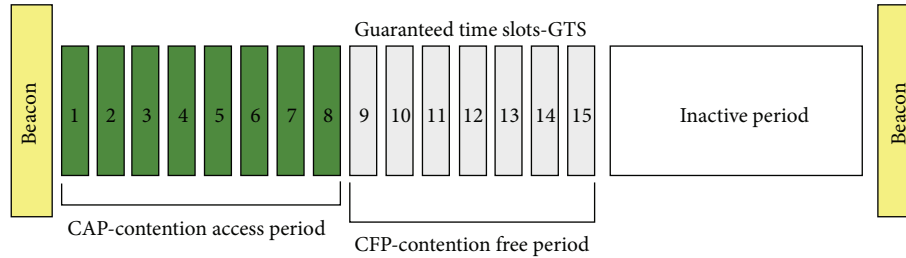 Guaranteed time slots-GTS
Beacon
1 2 3 4 5 6 7 8 9 10 11 12 13 14 15
Inactive period
Beacon
CAP-contention access period
CFP-contention free period